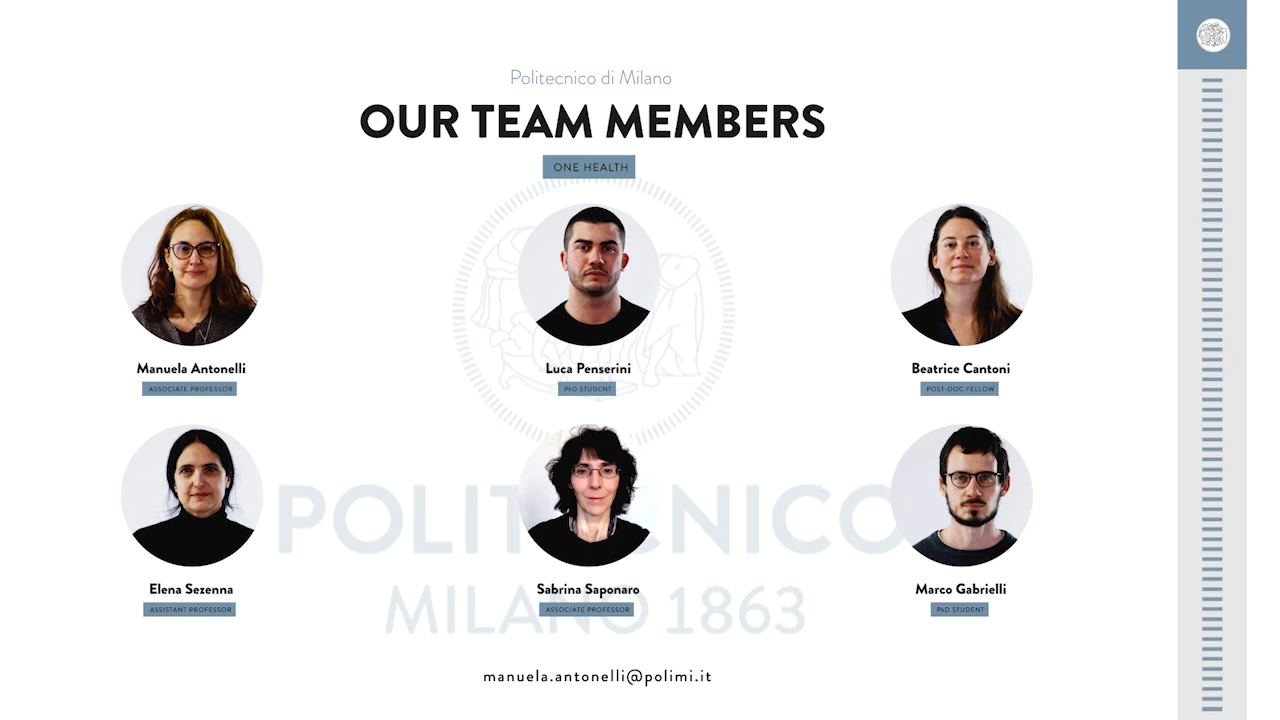 Politecnico di Milano
OUR TEAM MEMBERS
ONE HEALTH
Manuela Antonelli
ASSOCIATE PROFESSOR
Luca Penserini
PhD STUDENT
Beatrice Cantoni
POST-DOC FELLOW
Elena Sezenna
ASSISTANT PROFESSOR
Sabrina Saponaro
ASSOCIATE PROFESSOR
Marco Gabrielli
PhD STUDENT
POLITECNICO
MILANO 1863
manuela.antonelli@polimi.it